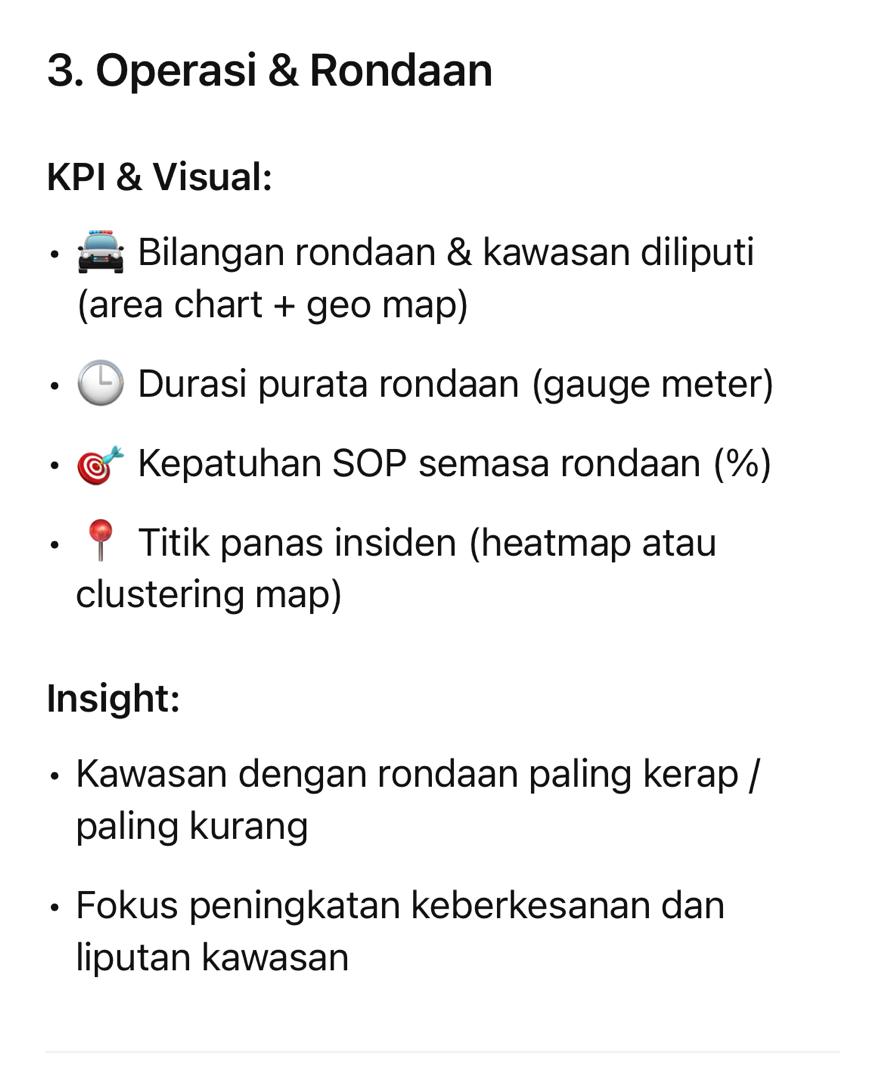 3. Operasi & Rondaan
KPI & Visual:
• 🚔 Bilangan rondaan & kawasan diliputi
(area chart + geo map)
• 🕒 Durasi purata rondaan (gauge meter)
• 🎯 Kepatuhan SOP semasa rondaan (%)
• 📍 Titik panas insiden (heatmap atau
clustering map)
Insight:
• Kawasan dengan rondaan paling kerap /
paling kurang
• Fokus peningkatan keberkesanan dan
liputan kawasan